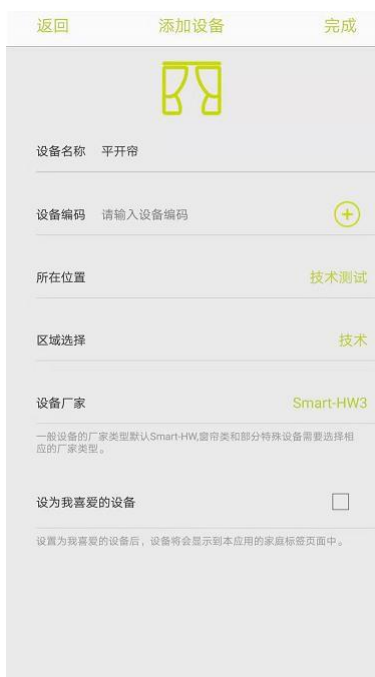 返回 添加设备 完成
设备名称 平开帘
设备编码 请输入设备编码
所在位置 技术测试
区域选择 技术
设备厂家 Smart-HW3
一般设备的厂家类型默认Smart-HW,窗帘类和部分特殊设备需要选择相
应的厂家类型。
设为我喜爱的设备
设置为我喜爱的设备后，设备将会显示到本应用的家庭标签页面中。